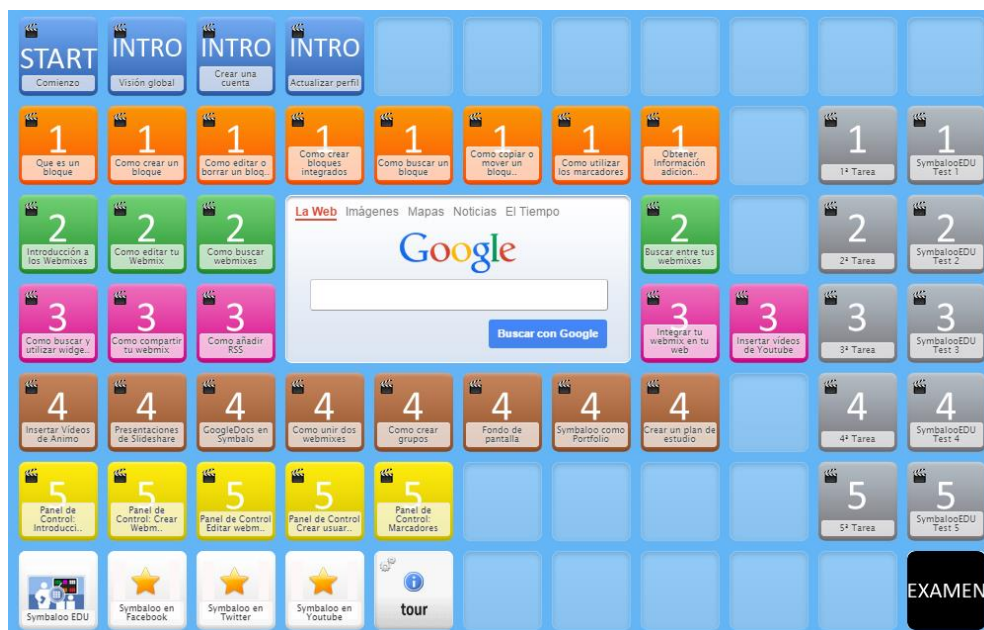 START
Comienzo
INTRO
Visión global
INTRO
Crear una
cuenta
INTRO
Actualizar perfil
1
Que es un
bloque
1
Como crear un
bloque
1
Como editar o
borrar un bloq..
1
Como crear
bloques
integrados
1
Como buscar un
bloque
1
Como copiar o
mover un
bloqu..
1
Como utilizar
los marcadores
1
Obtener
Información
adicion..
1
1ª Tarea
1
SymbalooEDU
Test 1
2
Introducción a
los Webmixes
2
Como editar tu
Webmix
2
Como buscar
webmixes
La Web Imágenes Mapas Noticias El Tiempo
Google
Buscar con Google
2
Buscar entre tus
webmixes
2
2ª Tarea
2
SymbalooEDU
Test 2
3
Como buscar y
utilizar widge..
3
Como compartir
tu webmix
3
Como añadir
RSS
3
Integrar tu
webmix en tu
web
3
Insertar vídeos
de Youtube
3
3ª Tarea
3
SymbalooEDU
Test 3
4
Insertar Vídeos
de Animo
4
Presentaciones
de Slideshare
4
GoogleDocs en
Symbalo
4
Como unir dos
webmixes
4
Como crear
grupos
4
Fondo de
pantalla
4
Symbaloo como
Portfolio
4
Crear un plan de
estudio
4
4ª Tarea
4
SymbalooEDU
Test 4
5
Panel de
Control:
Introducci..
5
Panel de
Control: Crear
Webm..
5
Panel de Control
Editar webm..
5
Panel de Control
Crear usuar..
5
Panel de
Control:
Marcadores
5
5ª Tarea
5
SymbalooEDU
Test 5
Symbaloo EDU
Symbaloo en
Facebook
Symbaloo en
Twitter
Symbaloo en
Youtube
tour
EXAMEN